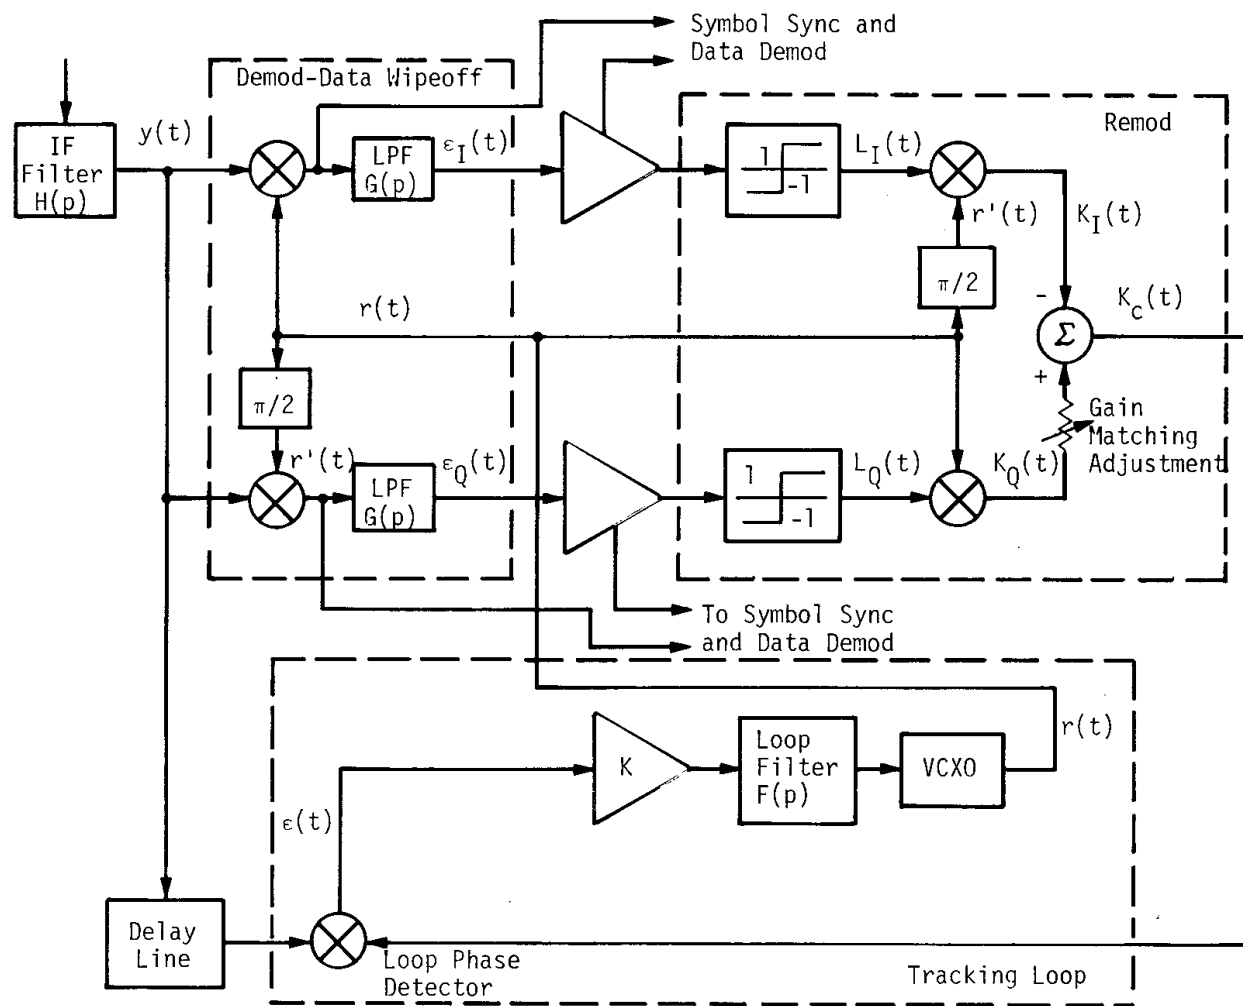 Symbol Sync and
Data Demod
Demod-Data Wipeoff
Remod
y(t)
IF
Filter
H(p)
LPF
G(p)
ε_I(t)
1
-1
L_I(t)
r'(t)
K_I(t)
π/2
r(t)
-
K_c(t)
Σ
+
π/2
Gain
Matching
Adjustment
r'(t)
LPF
G(p)
ε_Q(t)
1
-1
L_Q(t)
K_Q(t)
To Symbol Sync
and Data Demod
r(t)
K
Loop
Filter
F(p)
VCXO
ε(t)
Delay
Line
Loop Phase
Detector
Tracking Loop